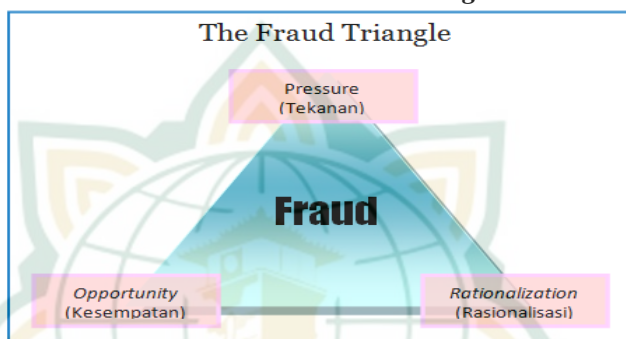 The Fraud Triangle
Pressure
(Tekanan)
Fraud
Opportunity
(Kesempatan)
Rationalization
(Rasionalisasi)